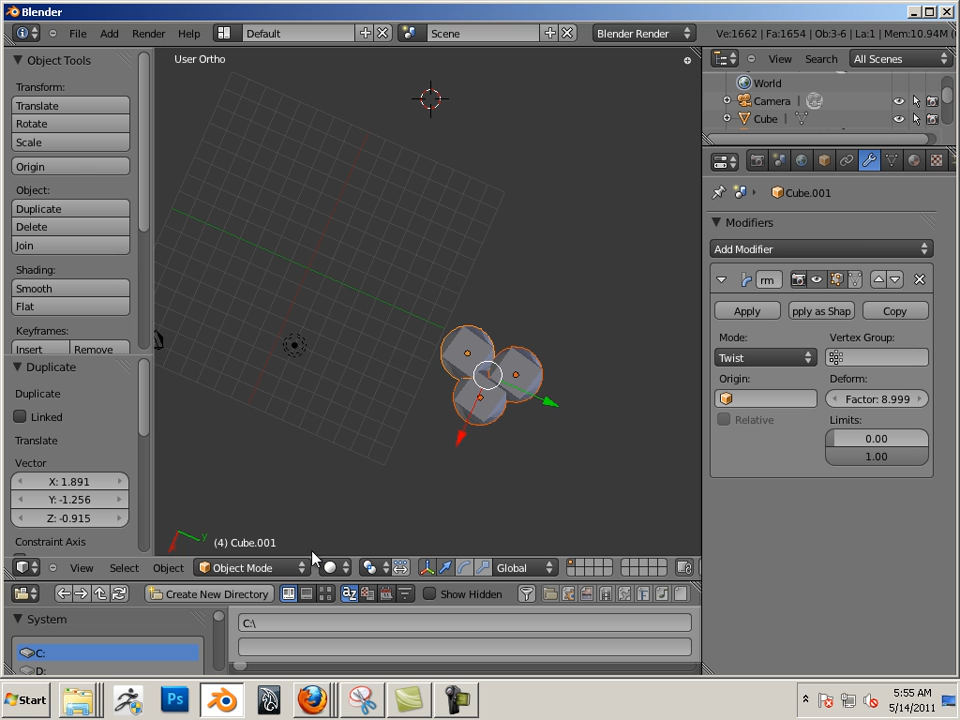 Blender
File Add Render Help Default Scene Blender Render Ve:1662 | Fa:1654 | Ob:3-6 | La:1 | Mem:10.94M (
Object Tools
Transform:
Translate
Rotate
Scale
Origin
Object:
Duplicate
Delete
Join
Shading:
Smooth
Flat
Keyframes:
Insert Remove
Duplicate
Duplicate
Linked
Translate
Vector
X: 1.891
Y: -1.256
Z: -0.915
Constraint Axis
User Ortho
y
(4) Cube.001
View Select Object Object Mode Global
Create New Directory Show Hidden
System
C:
D:
C:\
View Search All Scenes
World
Camera
Cube
Cube.001
Modifiers
Add Modifier
rm
Apply pply as Shap Copy
Mode: Vertex Group:
Twist
Origin: Deform:
Factor: 8.999
Relative Limits:
0.00
1.00
Start Ps 5:55 AM
5/14/2011